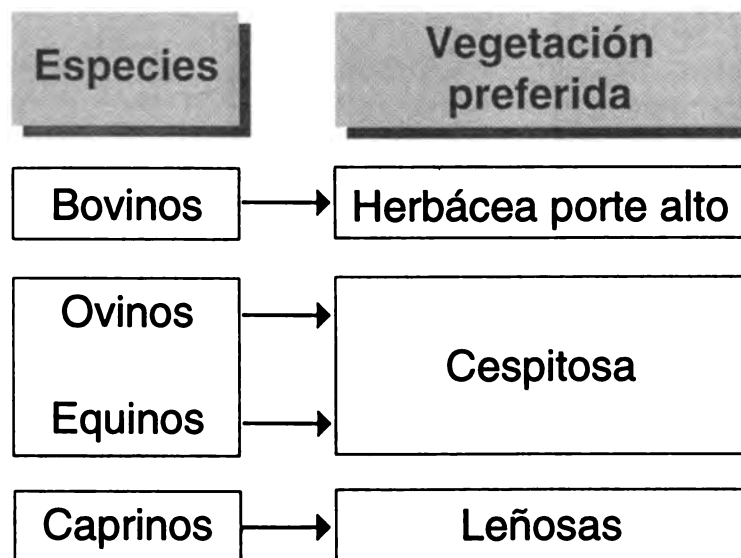 Especies
Vegetación
preferida
Bovinos
Herbácea porte alto
Ovinos
Cespitosa
Equinos
Caprinos
Leñosas